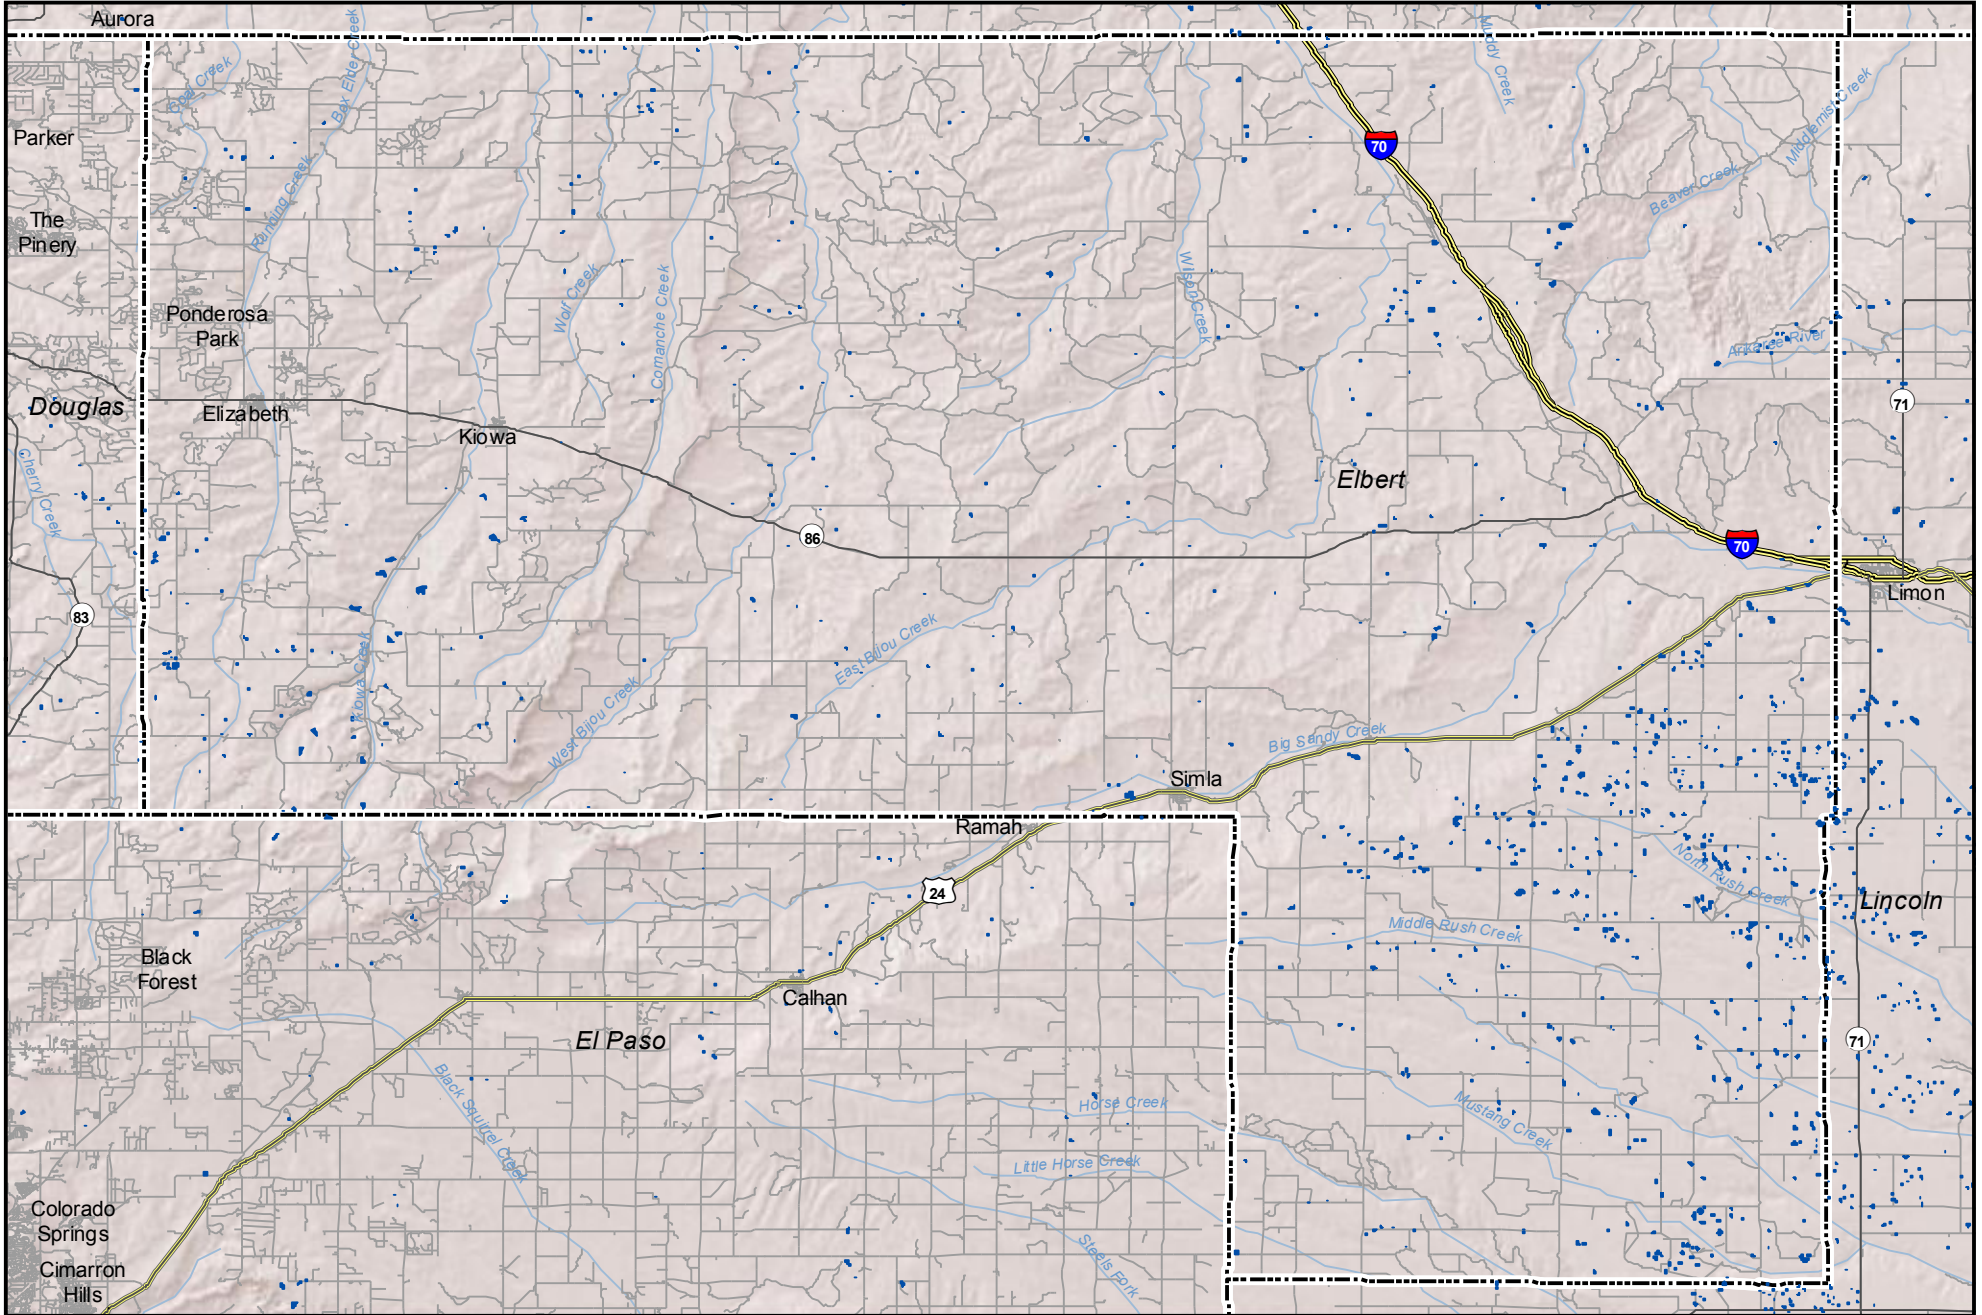 Aurora
Coal Creek
Box Elder Creek
Muddy Creek
Middlemist Creek
Parker
70
Running Creek
Beaver Creek
The
Pinery
Wolf Creek
Comanche Creek
Wilson Creek
Ponderosa
Park
Arikaree River
Douglas
Elizabeth
Kiowa
71
Cherry Creek
Elbert
86
70
83
Limon
Kiowa Creek
East Bijou Creek
West Bijou Creek
Big Sandy Creek
Simla
Ramah
North Rush Creek
24
Lincoln
Middle Rush Creek
Black
Forest
Calhan
El Paso
71
Black Squirrel Creek
Horse Creek
Mustang Creek
Little Horse Creek
Colorado
Springs
Steels Fork
Cimarron
Hills